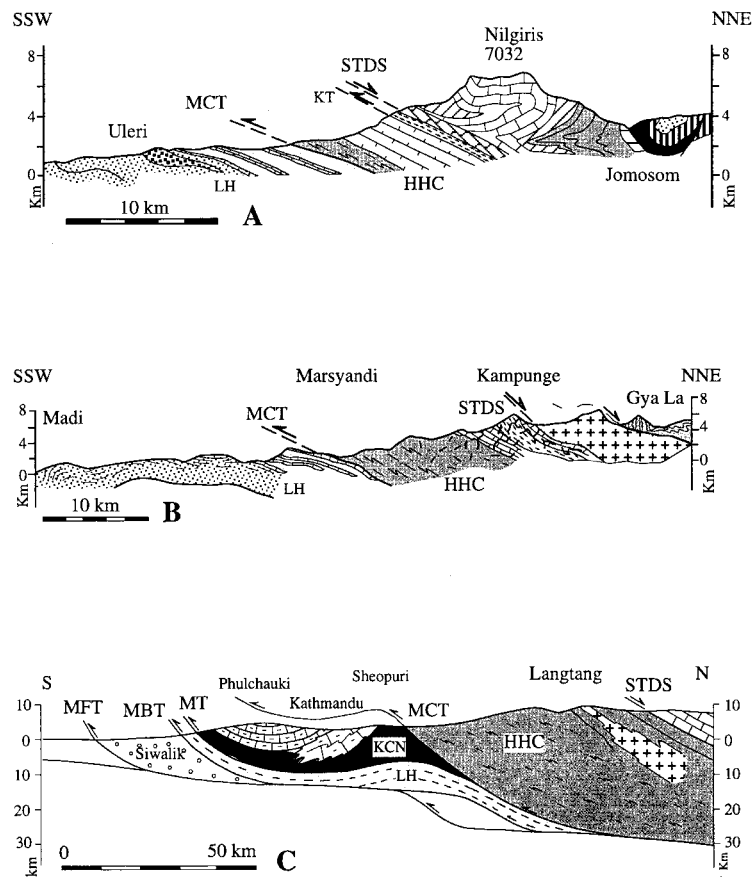 SSW
NNE
Nilgiris
7032
8
8
STDS
KT
MCT
Uleri
4
4
0
0
LH
HHC
Jomosom
Km
Km
10 km
A
SSW
Marsyandi
Kampunge
NNE
Gya La
STDS
Madi
MCT
8
8
6
4
4
2
0
0
LH
HHC
Km
Km
10 km
B
S
Phulchauki
Sheopuri
Langtang
N
STDS
MFT
MBT
MT
Kathmandu
MCT
10
10
0
0
Siwalik
KCN
HHC
LH
10
10
20
20
30
30
km
Km
0
50 km
C